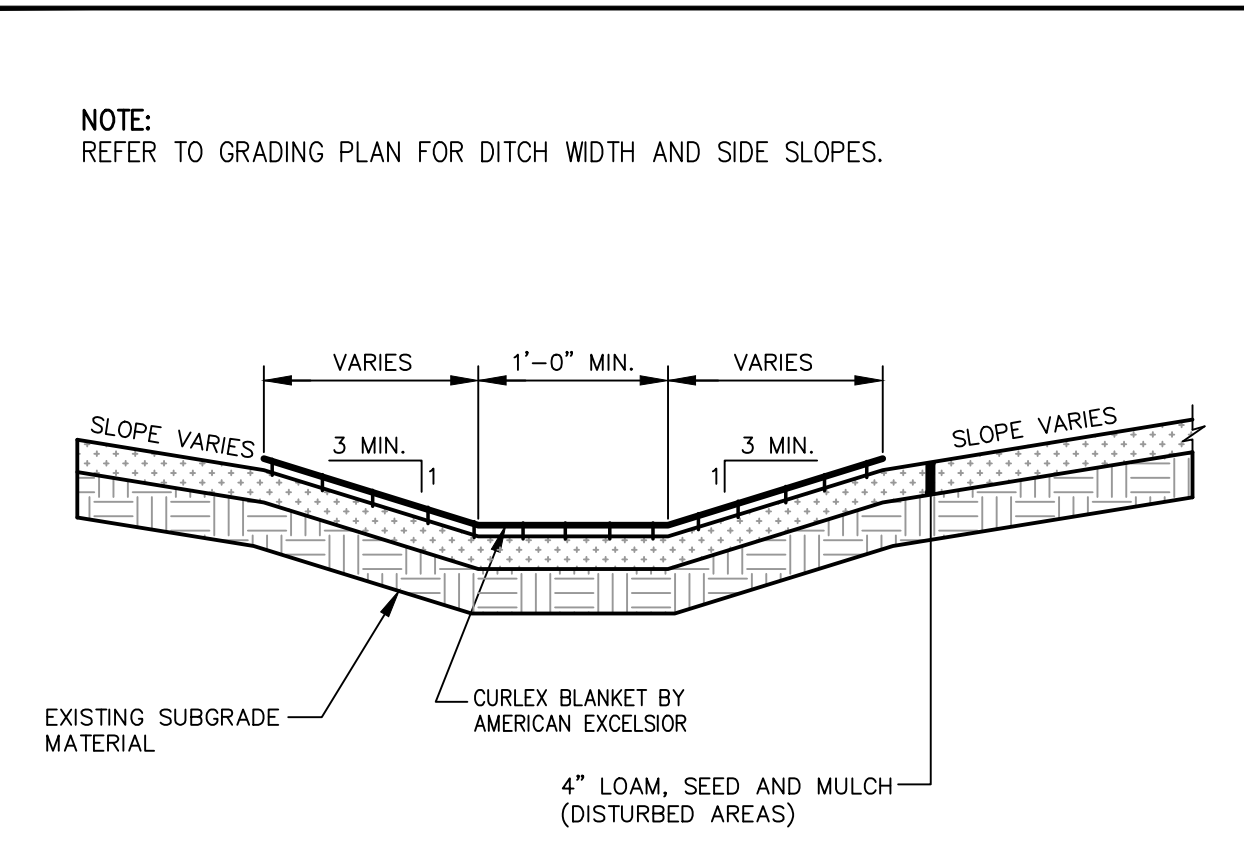 NOTE:
REFER TO GRADING PLAN FOR DITCH WIDTH AND SIDE SLOPES.
VARIES
1'-0" MIN.
VARIES
SLOPE VARIES
3 MIN.
1
3 MIN.
1
SLOPE VARIES
EXISTING SUBGRADE
MATERIAL
CURLEX BLANKET BY
AMERICAN EXCELSIOR
4" LOAM, SEED AND MULCH
(DISTURBED AREAS)